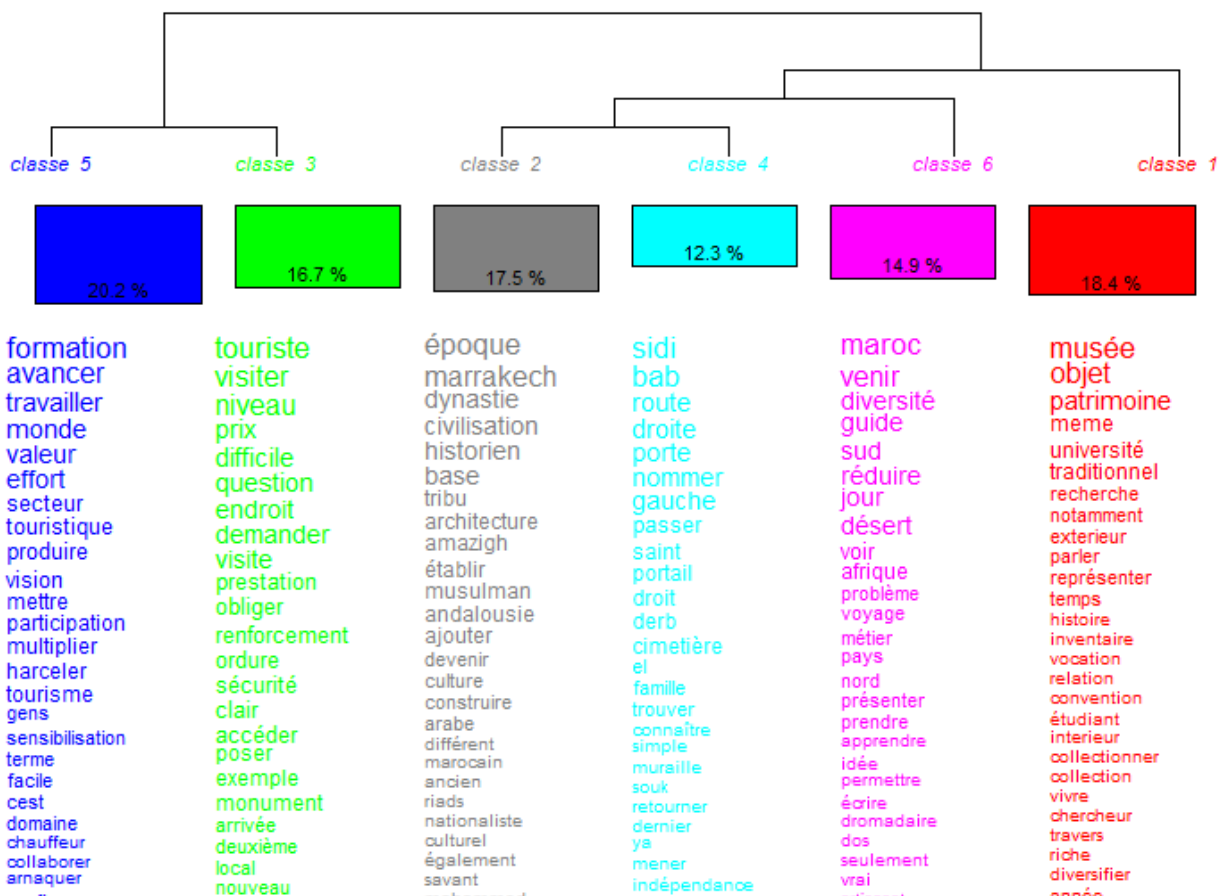 classe 5
classe 3
classe 2
classe 4
classe 6
classe 1
20.2 %
16.7 %
17.5 %
12.3 %
14.9 %
18.4 %
formation
avancer
travailler
monde
valeur
effort
secteur
touristique
produire
vision
mettre
participation
multiplier
harceler
tourisme
gens
sensibilisation
terme
facile
cest
domaine
chauffeur
collaborer
arnaquer
touriste
visiter
niveau
prix
difficile
question
endroit
demander
visite
prestation
obliger
renforcement
ordure
sécurité
clair
accéder
poser
exemple
monument
arrivée
deuxième
local
nouveau
époque
marrakech
dynastie
civilisation
historien
base
tribu
architecture
amazigh
établir
musulman
andalousie
ajouter
devenir
culture
construire
arabe
différent
marocain
ancien
riads
nationaliste
culturel
également
savant
sidi
bab
route
droite
porte
nommer
gauche
passer
saint
portail
droit
derb
cimetière
el
famille
trouver
connaître
simple
muraille
souk
retourner
dernier
ya
mener
indépendance
maroc
venir
diversité
guide
sud
réduire
jour
désert
voir
afrique
problème
voyage
métier
pays
nord
présenter
prendre
apprendre
idée
permettre
écrire
dromadaire
dos
seulement
vrai
musée
objet
patrimoine
meme
université
traditionnel
recherche
notamment
exterieur
parler
représenter
temps
histoire
inventaire
vocation
relation
convention
étudiant
interieur
collectionner
collection
vivre
chercheur
travers
riche
diversifier